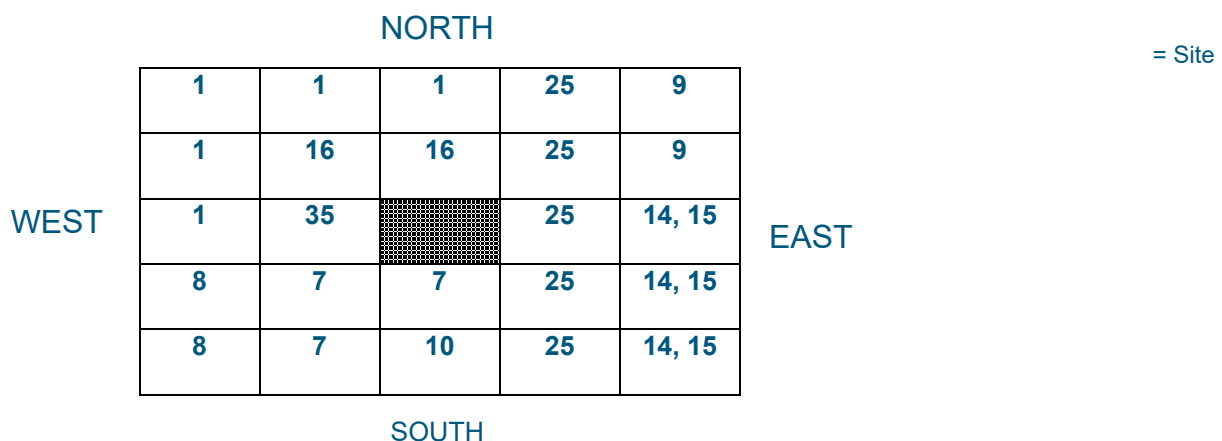 NORTH
= Site
1 1 1 25 9
1 16 16 25 9
WEST
1 35 25 14, 15
EAST
8 7 7 25 14, 15
8 7 10 25 14, 15
SOUTH